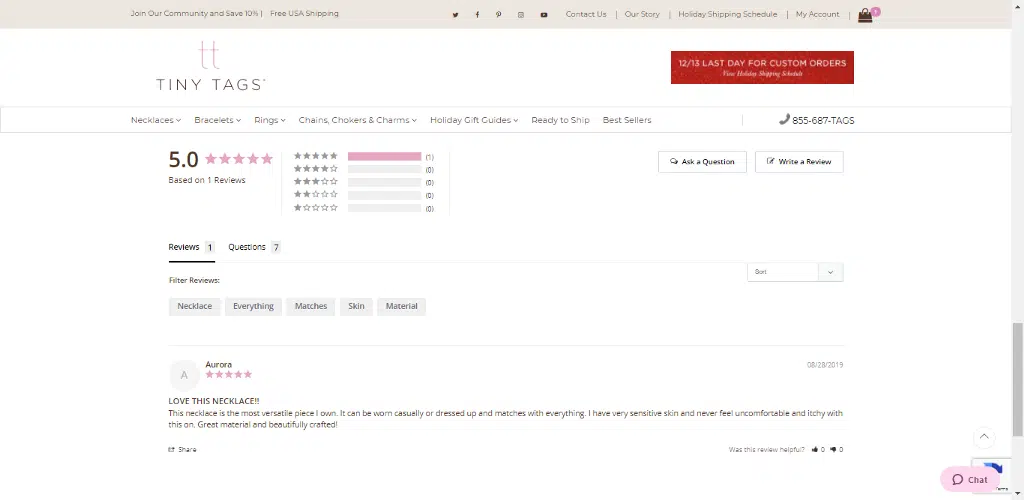 Join Our Community and Save 10% | Free USA Shipping
Contact Us | Our Story | Holiday Shipping Schedule | My Account |
tt
TINY TAGS
12/13 LAST DAY FOR CUSTOM ORDERS
View Holiday Shipping Schedule
Necklaces Bracelets Rings Chains, Chokers & Charms Holiday Gift Guides Ready to Ship Best Sellers
855-687-TAGS
5.0
Based on 1 Reviews
(1)
(0)
(0)
(0)
(0)
Ask a Question
Write a Review
Reviews 1 Questions 7
Sort
Filter Reviews:
Necklace Everything Matches Skin Material
A
Aurora
08/28/2019
LOVE THIS NECKLACE!!
This necklace is the most versatile piece I own. It can be worn casually or dressed up and matches with everything. I have very sensitive skin and never feel uncomfortable and itchy with
this on. Great material and beautifully crafted!
Share
Was this review helpful? 0 0
Chat